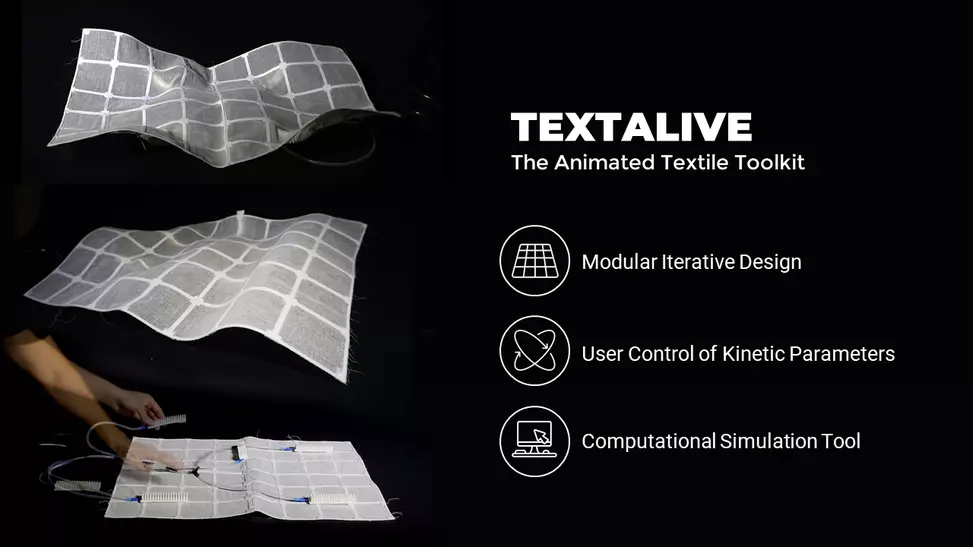 TEXTALIVE
The Animated Textile Toolkit
Modular Iterative Design
User Control of Kinetic Parameters
Computational Simulation Tool